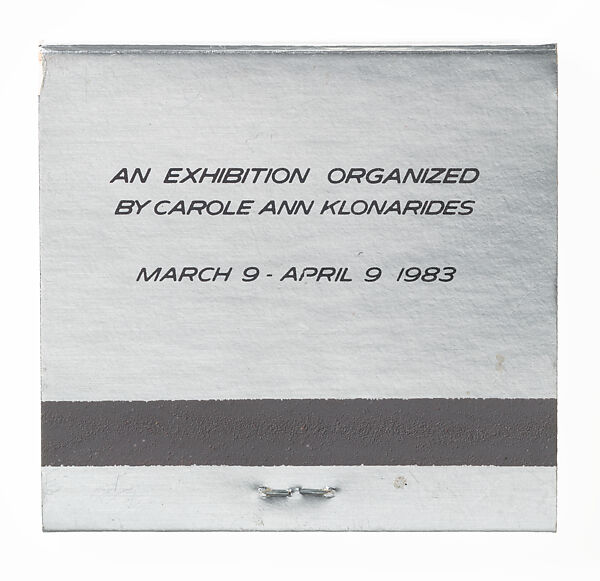 AN EXHIBITION ORGANIZED
BY CAROLE ANN KLONARIDES
MARCH 9 - APRIL 9 1983